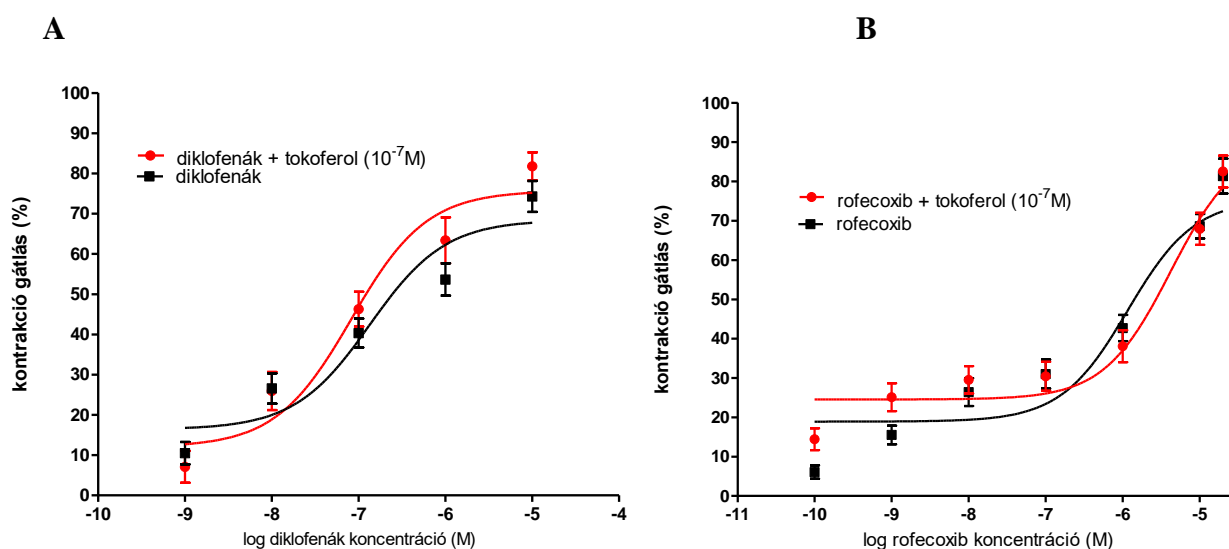 A
kontrakció gátlás (%)
100
90
80
70
60
50
40
30
20
10
0
diklofenák + tokoferol (10⁻⁷M)
diklofenák
-10 -9 -8 -7 -6 -5 -4
log diklofenák koncentráció (M)
B
kontrakció gátlás (%)
100
90
80
70
60
50
40
30
20
10
0
rofecoxib + tokoferol (10⁻⁷M)
rofecoxib
-11 -10 -9 -8 -7 -6 -5
log rofecoxib koncentráció (M)